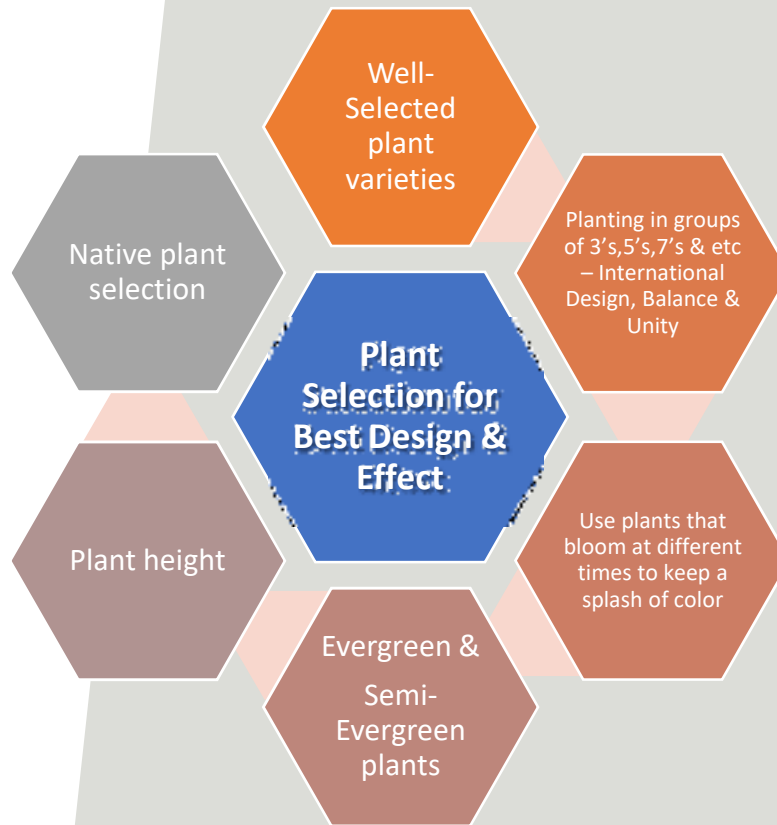 Well-
Selected
plant
varieties
Planting in groups
of 3's,5's,7's & etc
– International
Design, Balance &
Unity
Use plants that
bloom at different
times to keep a
splash of color
Evergreen &
Semi-
Evergreen
plants
Plant height
Native plant
selection
Plant
Selection for
Best Design &
Effect